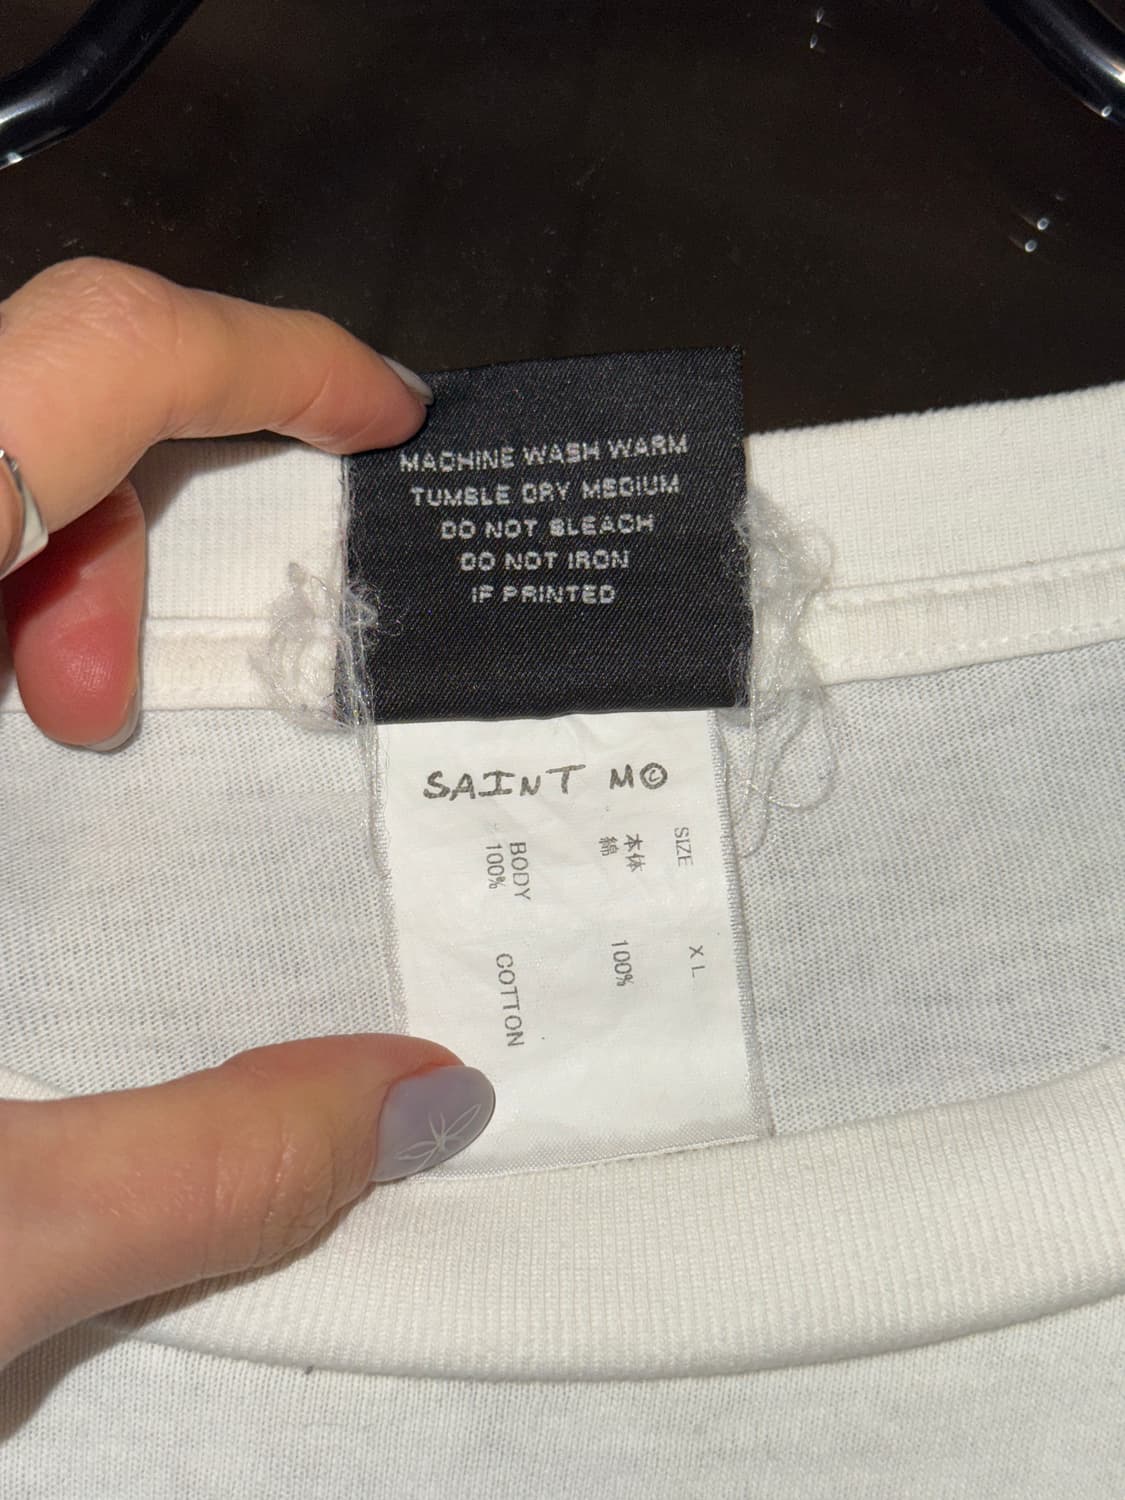 MACHINE WASH WARM
TUMBLE DRY MEDIUM
DO NOT BLEACH
DO NOT IRON
IF PRINTED
SAINT M©
SIZE XL
本体
綿 100%
BODY
100% COTTON